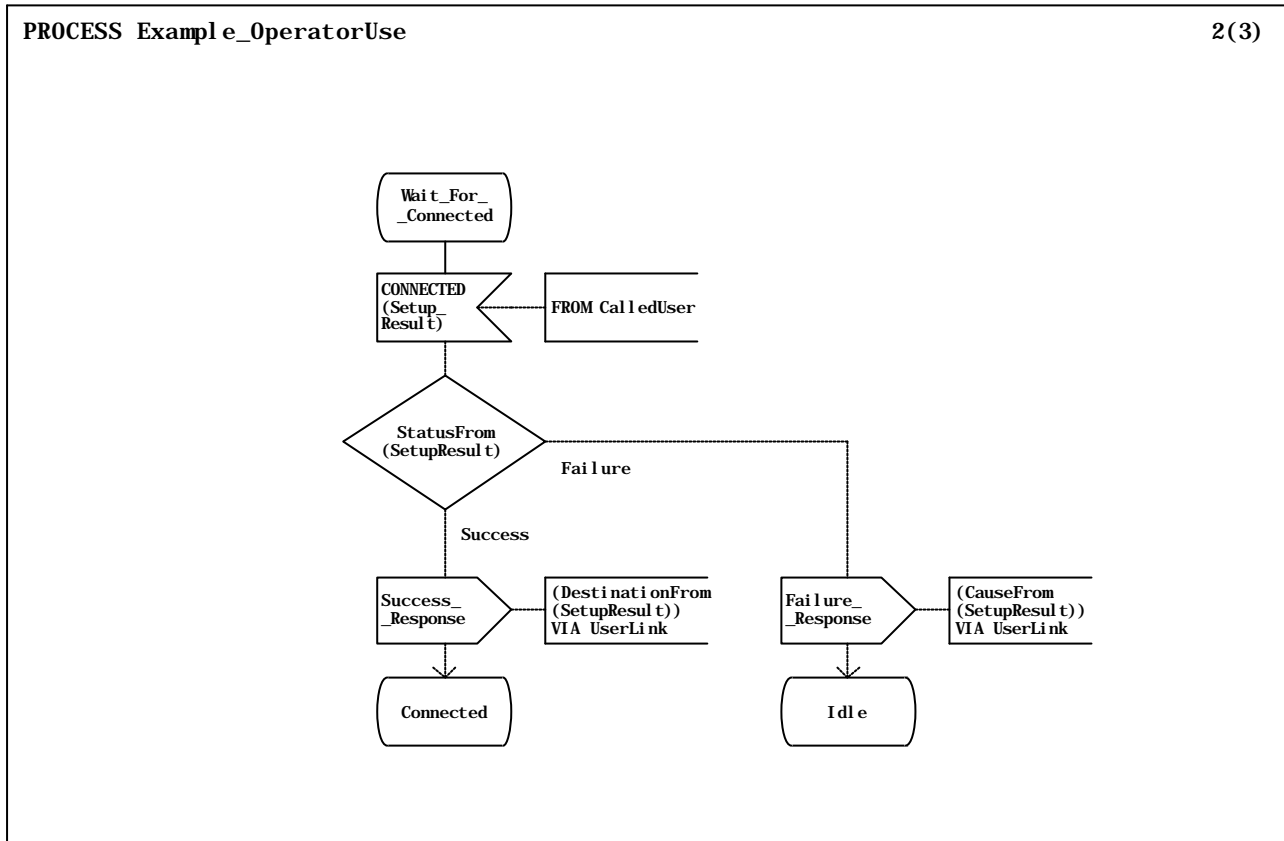 PROCESS Example_OperatorUse 2(3)
Wait_For_
_Connected
CONNECTED
(Setup_
Result)
FROM CalledUser
StatusFrom
(SetupResult)
Failure
Success
Success_
_Response
(DestinationFrom
(SetupResult))
VIA UserLink
Failure_
_Response
(CauseFrom
(SetupResult))
VIA UserLink
Connected
Idle